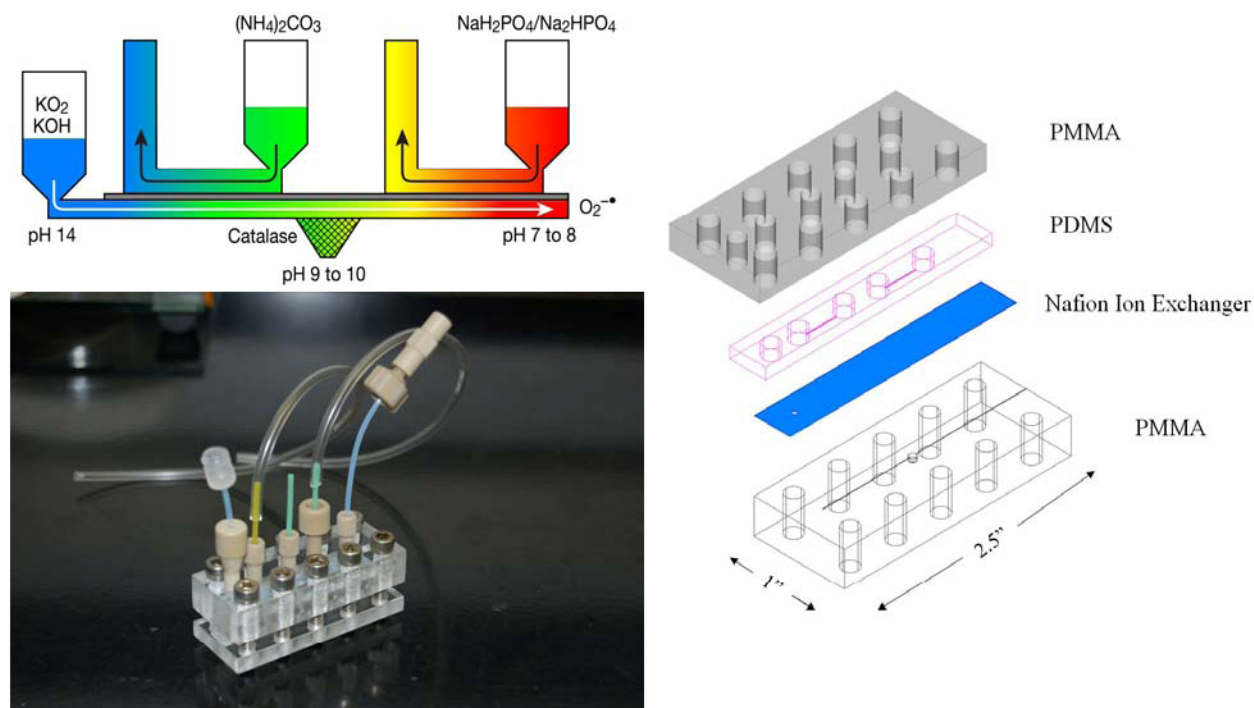 (NH4)2CO3
NaH2PO4/Na2HPO4
KO2
KOH
O2−•
pH 14
Catalase
pH 7 to 8
pH 9 to 10
PMMA
PDMS
Nafion Ion Exchanger
PMMA
2.5”
1”